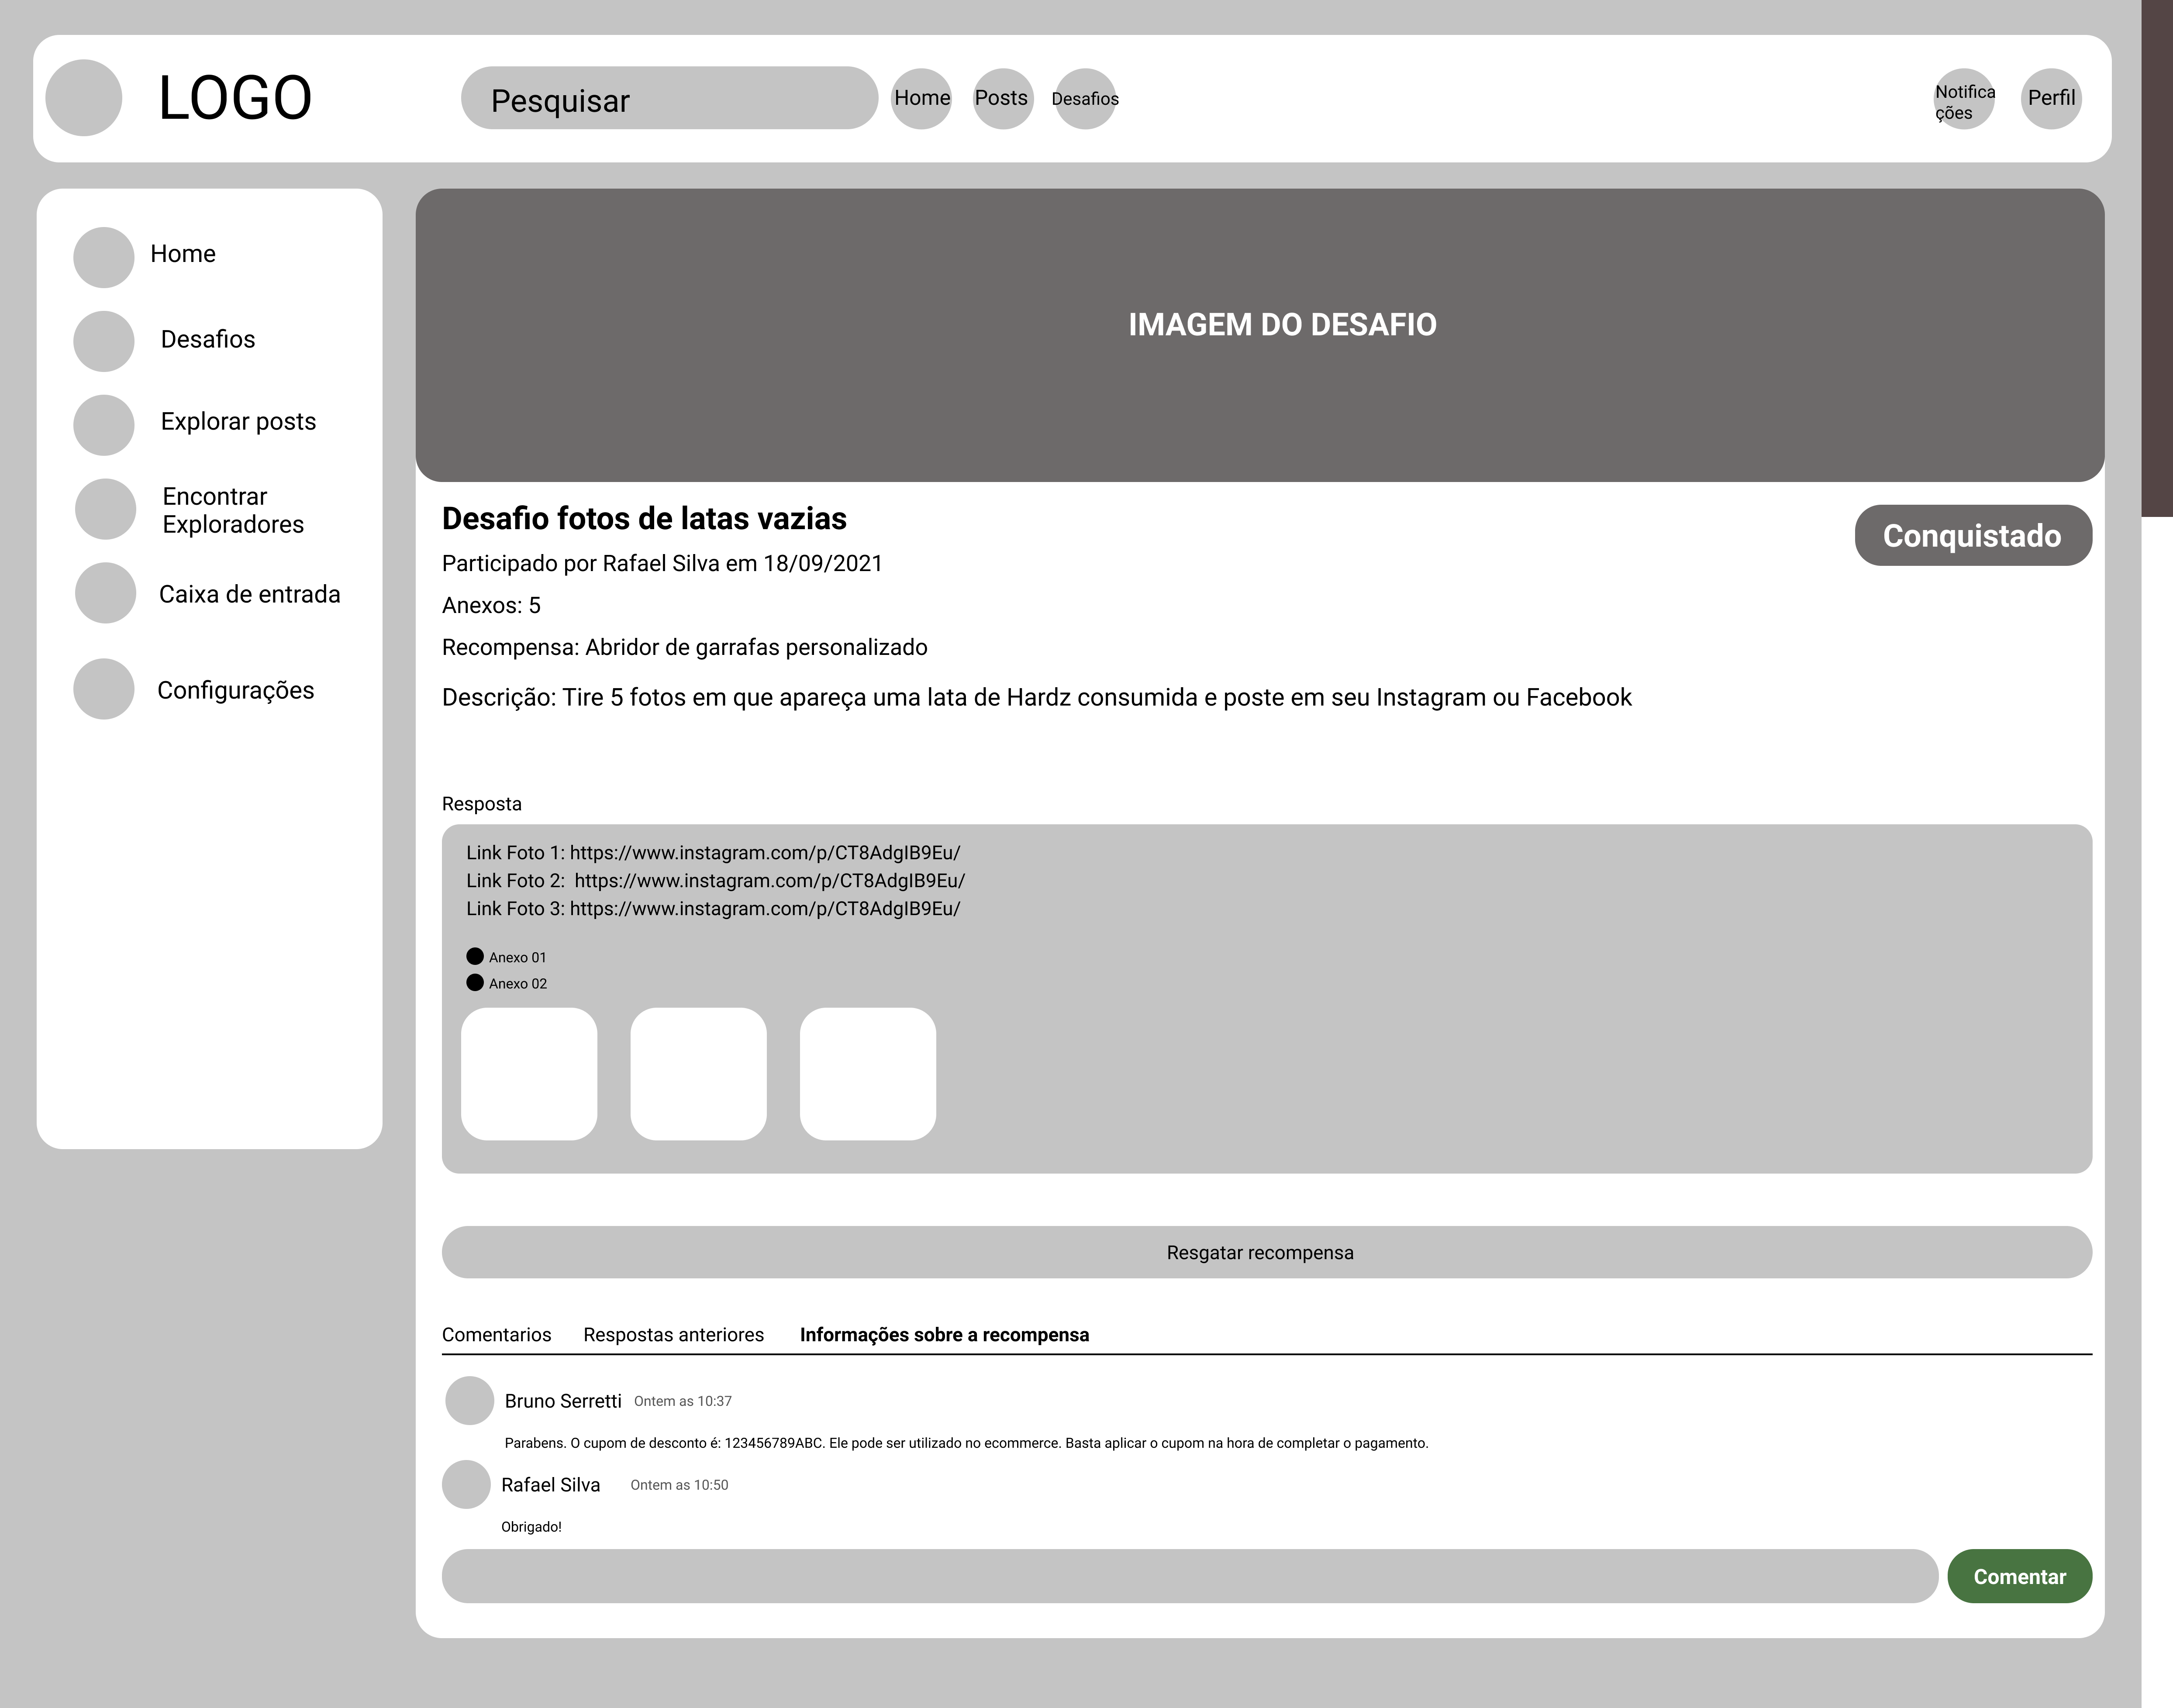 LOGO
Pesquisar
Home
Posts
Desafios
Notifica
ções
Perfil
Home
Desafios
Explorar posts
Encontrar
Exploradores
Caixa de entrada
Configurações
IMAGEM DO DESAFIO
Desafio fotos de latas vazias
Conquistado
Participado por Rafael Silva em 18/09/2021
Anexos: 5
Recompensa: Abridor de garrafas personalizado
Descrição: Tire 5 fotos em que apareça uma lata de Hardz consumida e poste em seu Instagram ou Facebook
Resposta
Link Foto 1: https://www.instagram.com/p/CT8AdgIB9Eu/
Link Foto 2:  https://www.instagram.com/p/CT8AdgIB9Eu/
Link Foto 3: https://www.instagram.com/p/CT8AdgIB9Eu/
Anexo 01
Anexo 02
Resgatar recompensa
Comentarios
Respostas anteriores
Informações sobre a recompensa
Bruno Serretti Ontem as 10:37
Parabens. O cupom de desconto é: 123456789ABC. Ele pode ser utilizado no ecommerce. Basta aplicar o cupom na hora de completar o pagamento.
Rafael Silva Ontem as 10:50
Obrigado!
Comentar